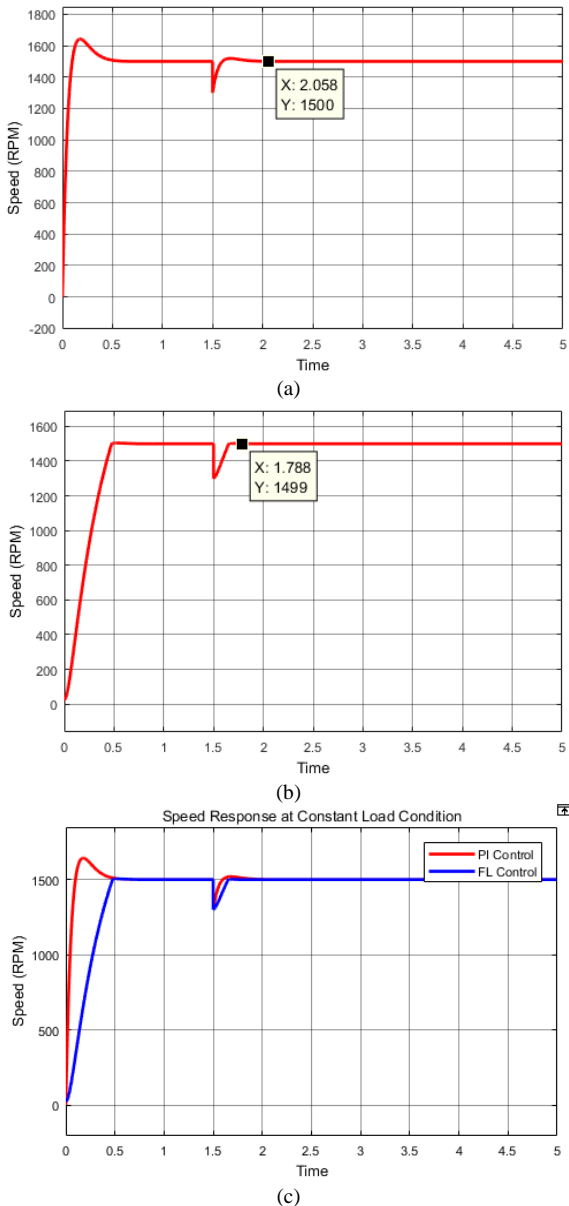 1800
1600
1400
1200
1000
800
600
400
200
0
-200
Speed (RPM)
X: 2.058
Y: 1500
0 0.5 1 1.5 2 2.5 3 3.5 4 4.5 5
Time
(a)
1600
1400
1200
1000
800
600
400
200
0
Speed (RPM)
X: 1.788
Y: 1499
0 0.5 1 1.5 2 2.5 3 3.5 4 4.5 5
Time
(b)
Speed Response at Constant Load Condition
PI Control
FL Control
1500
1000
500
0
Speed (RPM)
0 0.5 1 1.5 2 2.5 3 3.5 4 4.5 5
Time
(c)